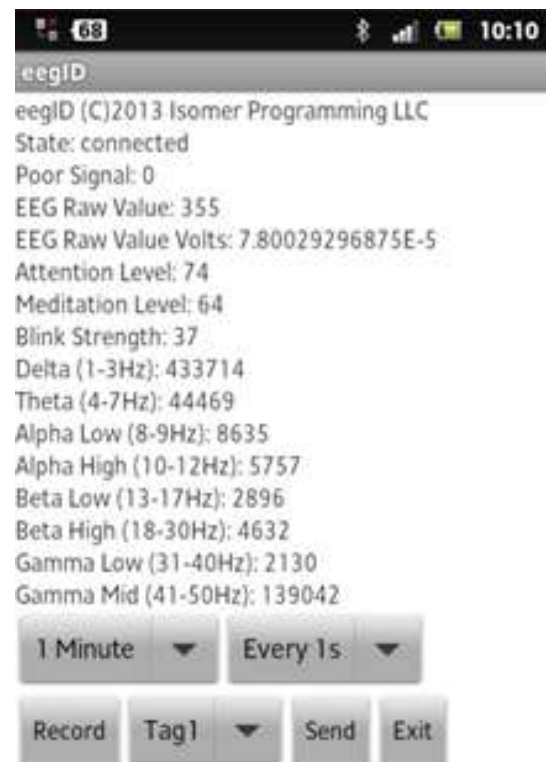 68 10:10
eegID
eegID (C)2013 Isomer Programming LLC
State: connected
Poor Signal: 0
EEG Raw Value: 355
EEG Raw Value Volts: 7.80029296875E-5
Attention Level: 74
Meditation Level: 64
Blink Strength: 37
Delta (1-3Hz): 433714
Theta (4-7Hz): 44469
Alpha Low (8-9Hz): 8635
Alpha High (10-12Hz): 5757
Beta Low (13-17Hz): 2896
Beta High (18-30Hz): 4632
Gamma Low (31-40Hz): 2130
Gamma Mid (41-50Hz): 139042
1 Minute Every 1s
Record Tag1 Send Exit